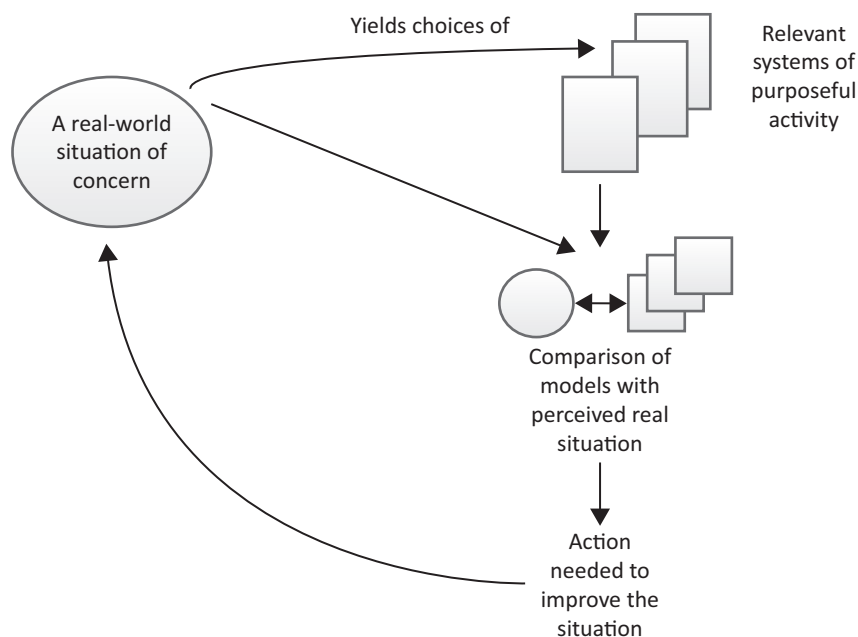 Yields choices of
Relevant
systems of
purposeful
activity
A real-world
situation of
concern
Comparison of
models with
perceived real
situation
Action
needed to
improve the
situation